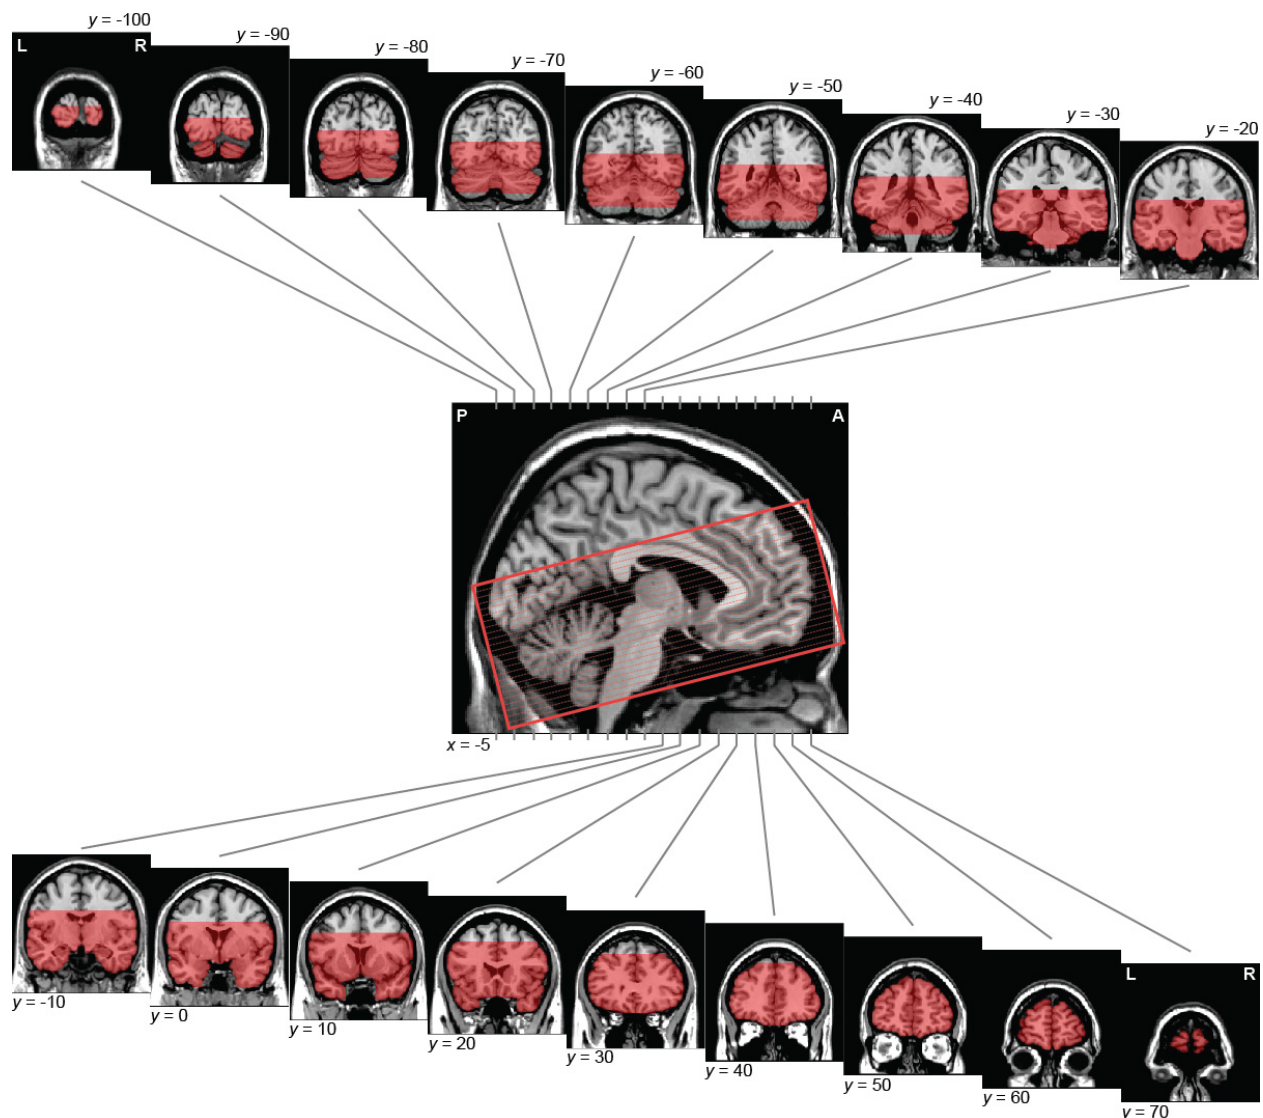 y = -100
y = -90
y = -80
y = -70
y = -60
y = -50
y = -40
y = -30
y = -20
L R
P A
x = -5
y = -10
y = 0
y = 10
y = 20
y = 30
y = 40
y = 50
y = 60
L R
y = 70